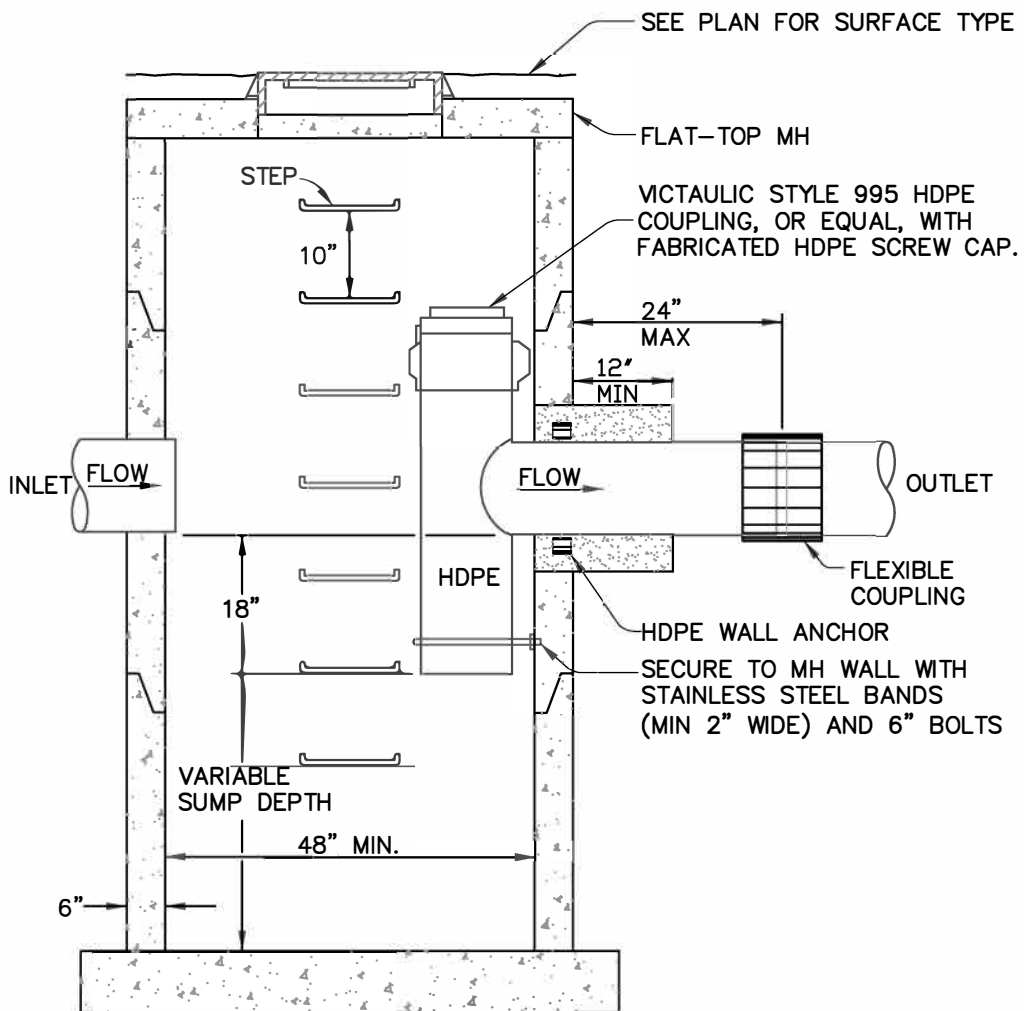 SEE PLAN FOR SURFACE TYPE
FLAT-TOP MH
STEP
VICTAULIC STYLE 995 HDPE
COUPLING, OR EQUAL, WITH
FABRICATED HDPE SCREW CAP.
10"
24"
MAX
12"
MIN
INLET
FLOW
FLOW
OUTLET
HDPE
FLEXIBLE
COUPLING
18"
HDPE WALL ANCHOR
SECURE TO MH WALL WITH
STAINLESS STEEL BANDS
(MIN 2" WIDE) AND 6" BOLTS
VARIABLE
SUMP DEPTH
48" MIN.
6"